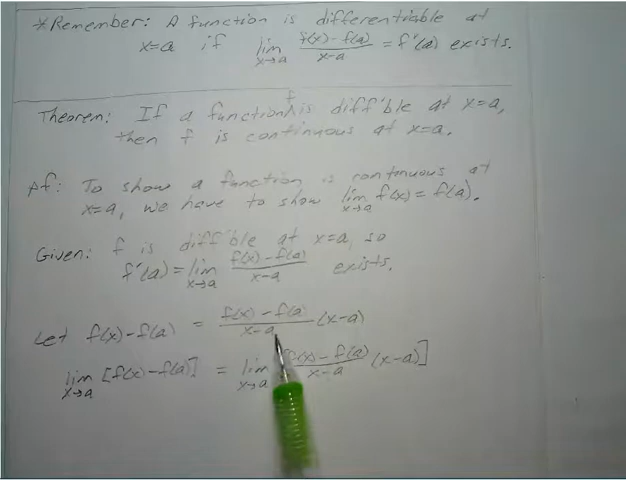 *Remember: A function is differentiable at
x=a if lim x→a (f(x)-f(a))/(x-a) = f'(a) exists.
Theorem: If a function f is diff'ble at x=a,
then f is continuous at x=a.
Pf: To show a function is continuous at
x=a, we have to show lim x→a f(x) = f(a).
Given: f is diff'ble at x=a, so
f'(a) = lim x→a (f(x)-f(a))/(x-a) exists.
Let f(x)-f(a) = (f(x)-f(a))/(x-a) (x-a)
lim x→a [f(x)-f(a)] = lim x→a [(f(x)-f(a))/(x-a) (x-a)]